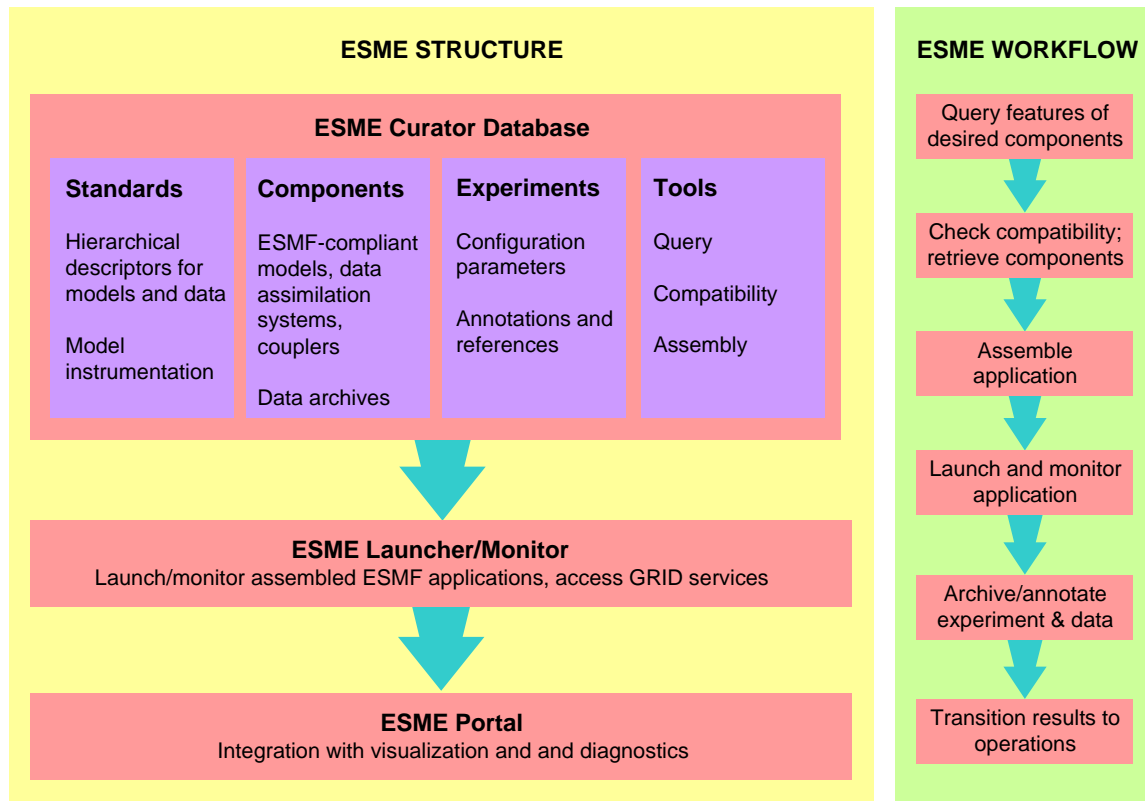 ESME STRUCTURE
ESME Curator Database
Standards
Hierarchical
descriptors for
models and data
Model
instrumentation
Components
ESMF-compliant
models, data
assimilation
systems,
couplers
Data archives
Experiments
Configuration
parameters
Annotations and
references
Tools
Query
Compatibility
Assembly
ESME Launcher/Monitor
Launch/monitor assembled ESMF applications, access GRID services
ESME Portal
Integration with visualization and and diagnostics
ESME WORKFLOW
Query features of
desired components
Check compatibility;
retrieve components
Assemble
application
Launch and monitor
application
Archive/annotate
experiment & data
Transition results to
operations